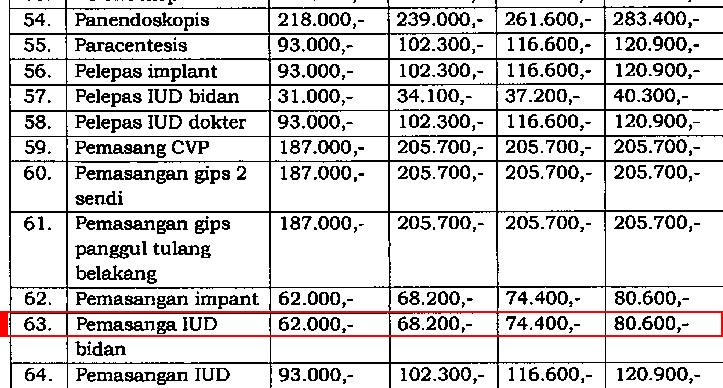 54. Panendoskopis 218.000,- 239.000,- 261.600,- 283.400,-
55. Paracentesis 93.000,- 102.300,- 116.600,- 120.900,-
56. Pelepas implant 93.000,- 102.300,- 116.600,- 120.900,-
57. Pelepas IUD bidan 31.000,- 34.100,- 37.200,- 40.300,-
58. Pelepas IUD dokter 93.000,- 102.300,- 116.600,- 120.900,-
59. Pemasang CVP 187.000,- 205.700,- 205.700,- 205.700,-
60. Pemasangan gips 2 187.000,- 205.700,- 205.700,- 205.700,-
sendi
61. Pemasangan gips 187.000,- 205.700,- 205.700,- 205.700,-
panggul tulang
belakang
62. Pemasangan impant 62.000,- 68.200,- 74.400,- 80.600,-
63. Pemasanga IUD 62.000,- 68.200,- 74.400,- 80.600,-
bidan
64. Pemasangan IUD 93.000,- 102.300,- 116.600,- 120.900,-